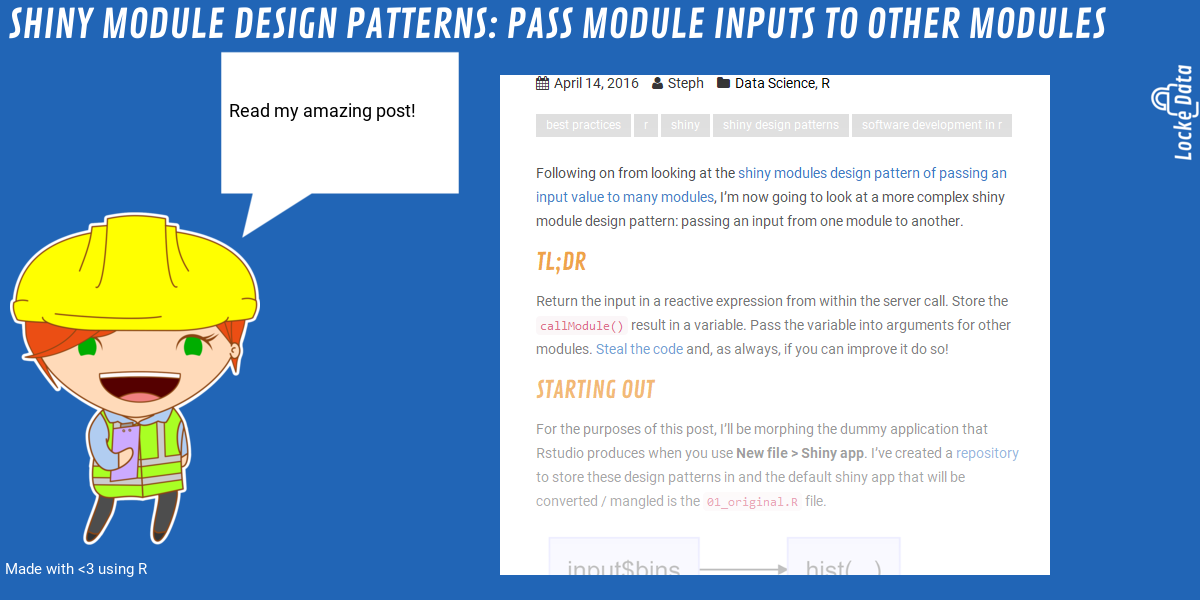 SHINY MODULE DESIGN PATTERNS: PASS MODULE INPUTS TO OTHER MODULES
Read my amazing post!
April 14, 2016 Steph Data Science, R
best practices r shiny shiny design patterns software development in r
Following on from looking at the shiny modules design pattern of passing an
input value to many modules, I'm now going to look at a more complex shiny
module design pattern: passing an input from one module to another.
TL;DR
Return the input in a reactive expression from within the server call. Store the
callModule() result in a variable. Pass the variable into arguments for other
modules. Steal the code and, as always, if you can improve it do so!
STARTING OUT
For the purposes of this post, I'll be morphing the dummy application that
Rstudio produces when you use New file > Shiny app. I've created a repository
to store these design patterns in and the default shiny app that will be
converted / mangled is the 01_original.R file.
input$bins hist(...)
Locke Data
Made with <3 using R